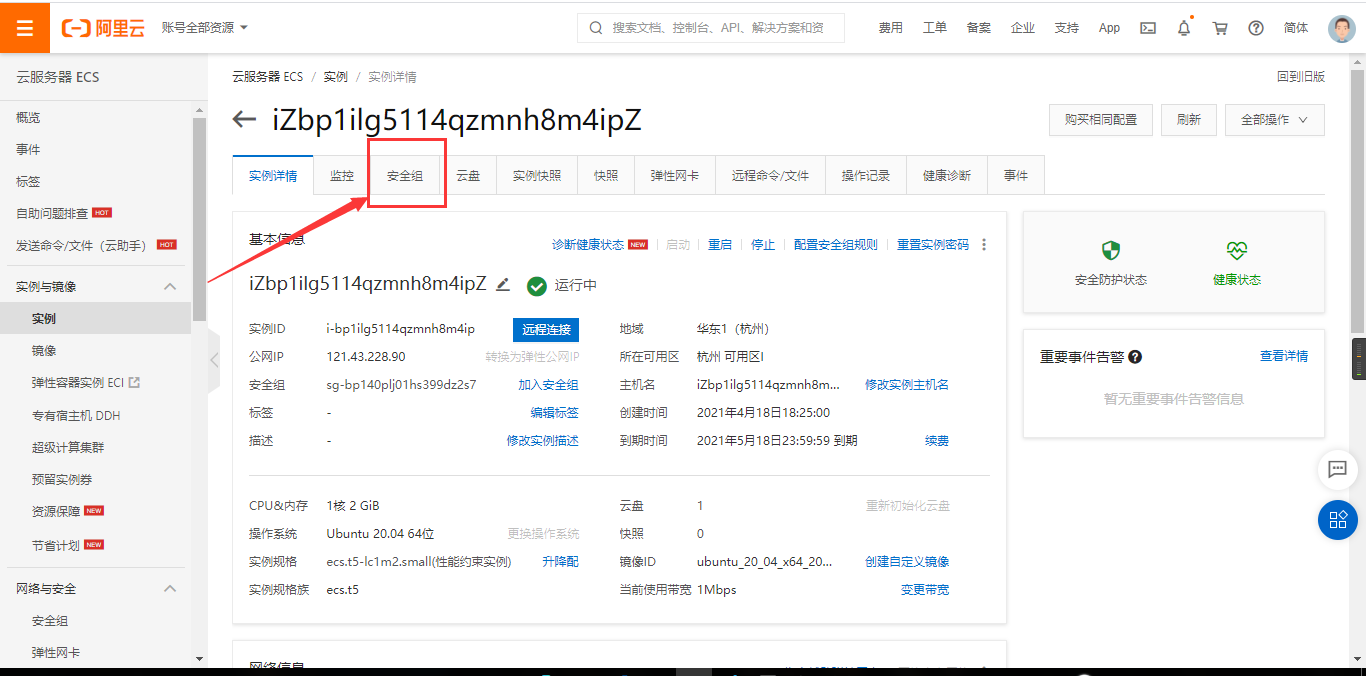 阿里云 账号全部资源 搜索文档、控制台、API、解决方案和资 费用 工单 备案 企业 支持 App 简体
云服务器 ECS
概览
事件
标签
自助问题排查 HOT
发送命令/文件（云助手） HOT
实例与镜像
实例
镜像
弹性容器实例 ECI
专有宿主机 DDH
超级计算集群
预留实例券
资源保障 NEW
节省计划 NEW
网络与安全
安全组
弹性网卡
云服务器 ECS / 实例 / 实例详情 回到旧版
iZbp1ilg5114qzmnh8m4ipZ 购买相同配置 刷新 全部操作
实例详情 监控 安全组 云盘 实例快照 快照 弹性网卡 远程命令/文件 操作记录 健康诊断 事件
基本信息 诊断健康状态 NEW 启动 重启 停止 配置安全组规则 重置实例密码
iZbp1ilg5114qzmnh8m4ipZ 运行中
实例ID i-bp1ilg5114qzmnh8m4ip 远程连接 地域 华东1（杭州）
公网IP 121.43.228.90 转换为弹性公网IP 所在可用区 杭州 可用区I
安全组 sg-bp140plj01hs399dz2s7 加入安全组 主机名 iZbp1ilg5114qzmnh8m... 修改实例主机名
标签 - 编辑标签 创建时间 2021年4月18日18:25:00
描述 - 修改实例描述 到期时间 2021年5月18日23:59:59 到期 续费
CPU&内存 1核 2 GiB 云盘 1 重新初始化云盘
操作系统 Ubuntu 20.04 64位 更换操作系统 快照 0
实例规格 ecs.t5-lc1m2.small(性能约束实例) 升降配 镜像ID ubuntu_20_04_x64_20... 创建自定义镜像
实例规格族 ecs.t5 当前使用带宽 1Mbps 变更带宽
网络信息
安全防护状态 健康状态
重要事件告警 查看详情
暂无重要事件告警信息